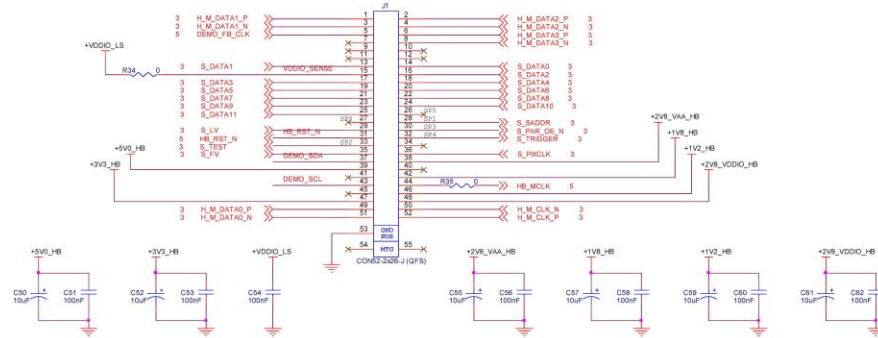 J1
3 H_M_DATA1_P 1 2 H_M_DATA2_P 3
3 H_M_DATA1_N 3 4 H_M_DATA2_N 3
5 DEMO_FB_CLK 5 6 H_M_DATA3_P 3
7 8 H_M_DATA3_N 3
+VDDIO_LS 9 10
11 12
3 S_DATA1 13 14 S_DATA0 3
R34 0 VDDIO_SENSE 15 16 S_DATA2 3
3 S_DATA3 17 18 S_DATA4 3
3 S_DATA5 19 20 S_DATA6 3
3 S_DATA7 21 22 S_DATA8 3
3 S_DATA9 23 24 S_DATA10 3
3 S_DATA11 25 26 SP5
27 28 SP1 S_SADDR 3 +2V8_VAA_HB
3 S_LV 29 30 SP3 S_PAR_OE_N 3
5 HB_RST_N HB_RST_N 31 32 SP4 S_TRIGGER 3 +1V8_HB
3 S_TEST SP2 33 34
+5V0_HB 3 S_FV 35 36 S_PIXCLK 3 +1V2_HB
DEMO_SDA 37 38
+3V3_HB 39 40 +2V8_VDDIO_HB
41 42
DEMO_SCL 43 44 R36 0 HB_MCLK 5
45 46
47 48
3 H_M_DATA0_P 49 50 H_M_CLK_N 3
3 H_M_DATA0_N 51 52 H_M_CLK_P 3
53 GND
BUS
54 MTG 55
CON52-2x26-J (QFS)
+5V0_HB +3V3_HB +VDDIO_LS +2V8_VAA_HB +1V8_HB +1V2_HB +2V8_VDDIO_HB
C50 C51 C52 C53 C54 C55 C56 C57 C58 C59 C60 C61 C62
10uF 100nF 10uF 100nF 100nF 10uF 100nF 10uF 100nF 10uF 100nF 10uF 100nF